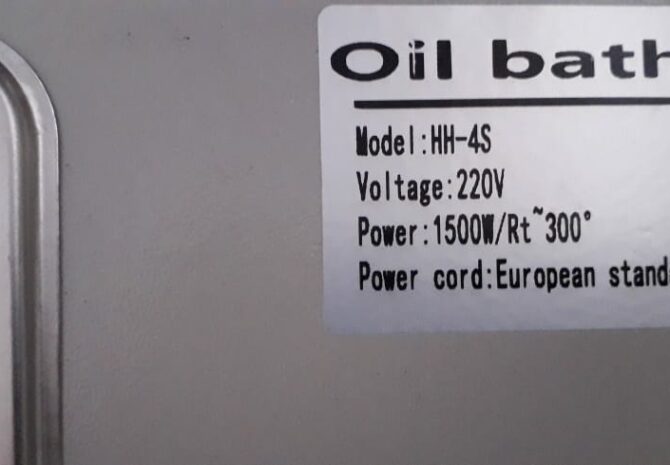 Oil bath
Model:HH-4S
Voltage:220V
Power:1500W/Rt~300°
Power cord:European stand